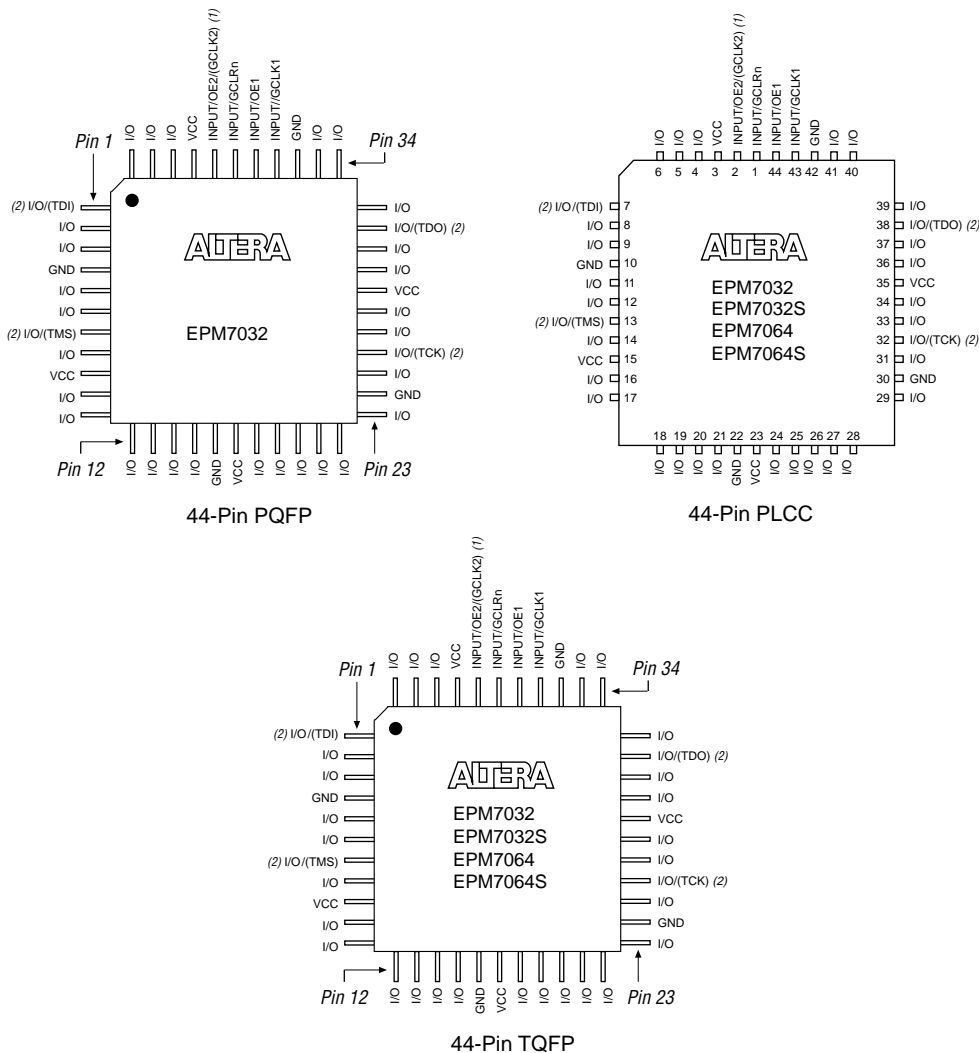 Pin 1
I/O
I/O
I/O
VCC
INPUT/OE2/(GCLK2) (1)
INPUT/GCLRn
INPUT/OE1
INPUT//GCLK1
GND
I/O
I/O
Pin 34
(2) I/O/(TDI)
I/O
I/O
GND
I/O
I/O
(2) I/O/(TMS)
I/O
VCC
I/O
I/O
ALTERA
EPM7032
I/O
I/O/(TDO) (2)
I/O
I/O
VCC
I/O
I/O
I/O/(TCK) (2)
I/O
GND
I/O
Pin 12
I/O
I/O
I/O
I/O
GND
VCC
I/O
I/O
I/O
I/O
I/O
Pin 23
44-Pin PQFP
I/O
I/O
I/O
VCC
INPUT/OE2/(GCLK2) (1)
INPUT/GCLRn
INPUT/OE1
INPUT/GCLK1
GND
I/O
I/O
6 5 4 3 2 1 44 43 42 41 40
(2) I/O/(TDI) 7
I/O 8
I/O 9
GND 10
I/O 11
I/O 12
(2) I/O/(TMS) 13
I/O 14
VCC 15
I/O 16
I/O 17
ALTERA
EPM7032
EPM7032S
EPM7064
EPM7064S
39 I/O
38 I/O/(TDO) (2)
37 I/O
36 I/O
35 VCC
34 I/O
33 I/O
32 I/O/(TCK) (2)
31 I/O
30 GND
29 I/O
18 19 20 21 22 23 24 25 26 27 28
I/O
I/O
I/O
I/O
GND
VCC
I/O
I/O
I/O
I/O
I/O
44-Pin PLCC
Pin 1
I/O
I/O
I/O
VCC
INPUT/OE2/(GCLK2) (1)
INPUT/GCLRn
INPUT/OE1
INPUT/GCLK1
GND
I/O
I/O
Pin 34
(2) I/O/(TDI)
I/O
I/O
GND
I/O
I/O
(2) I/O/(TMS)
I/O
VCC
I/O
I/O
ALTERA
EPM7032
EPM7032S
EPM7064
EPM7064S
I/O
I/O/(TDO) (2)
I/O
I/O
VCC
I/O
I/O
I/O/(TCK) (2)
I/O
GND
I/O
Pin 12
I/O
I/O
I/O
I/O
GND
VCC
I/O
I/O
I/O
I/O
I/O
Pin 23
44-Pin TQFP